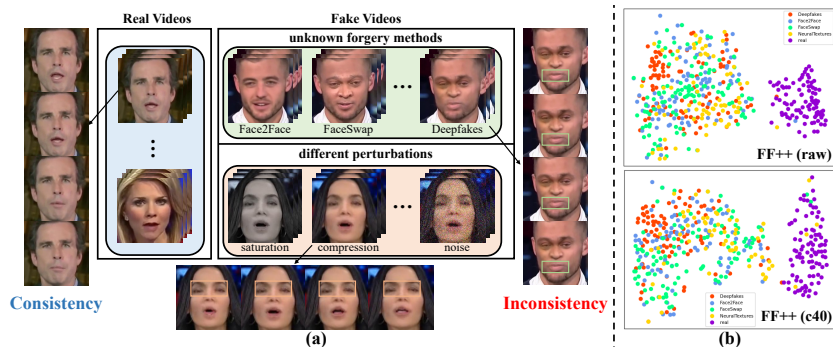 Real Videos
Fake Videos
unknown forgery methods
Face2Face
FaceSwap
Deepfakes
different perturbations
saturation
compression
noise
Consistency
Inconsistency
(a)
Deepfakes
Face2Face
FaceSwap
NeuralTextures
real
FF++ (raw)
Deepfakes
Face2Face
FaceSwap
NeuralTextures
real
FF++ (c40)
(b)